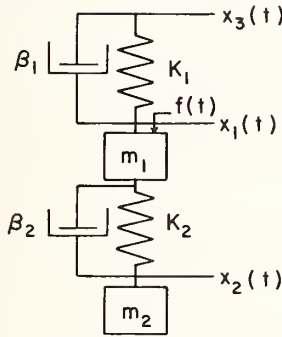 x₃(t)
β₁
K₁
f(t)
x₁(t)
m₁
β₂
K₂
x₂(t)
m₂